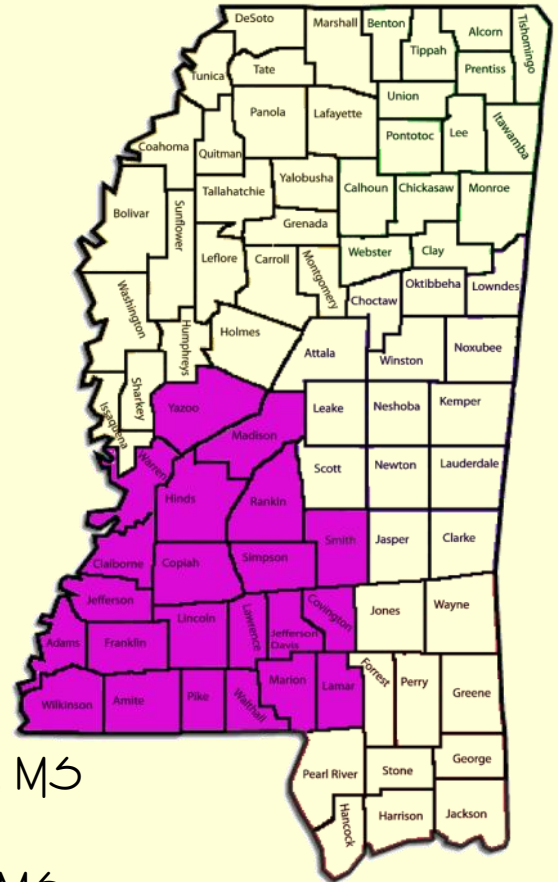 DeSoto
Marshall
Benton
Tippah
Alcorn
Tishomingo
Tunica
Tate
Prentiss
Panola
Lafayette
Union
Pontotoc
Lee
Itawamba
Coahoma
Quitman
Tallahatchie
Yalobusha
Calhoun
Chickasaw
Monroe
Bolivar
Sunflower
Grenada
Leflore
Carroll
Montgomery
Webster
Clay
Choctaw
Oktibbeha
Lowndes
Washington
Humphreys
Holmes
Attala
Winston
Noxubee
Sharkey
Issaquena
Yazoo
Madison
Leake
Neshoba
Kemper
Warren
Hinds
Rankin
Scott
Newton
Lauderdale
Claiborne
Copiah
Simpson
Smith
Jasper
Clarke
Jefferson
Lincoln
Lawrence
Jefferson
Davis
Covington
Jones
Wayne
Adams
Franklin
Wilkinson
Amite
Pike
Walthall
Marion
Lamar
Forrest
Perry
Greene
MS
Pearl River
Stone
George
Hancock
Harrison
Jackson